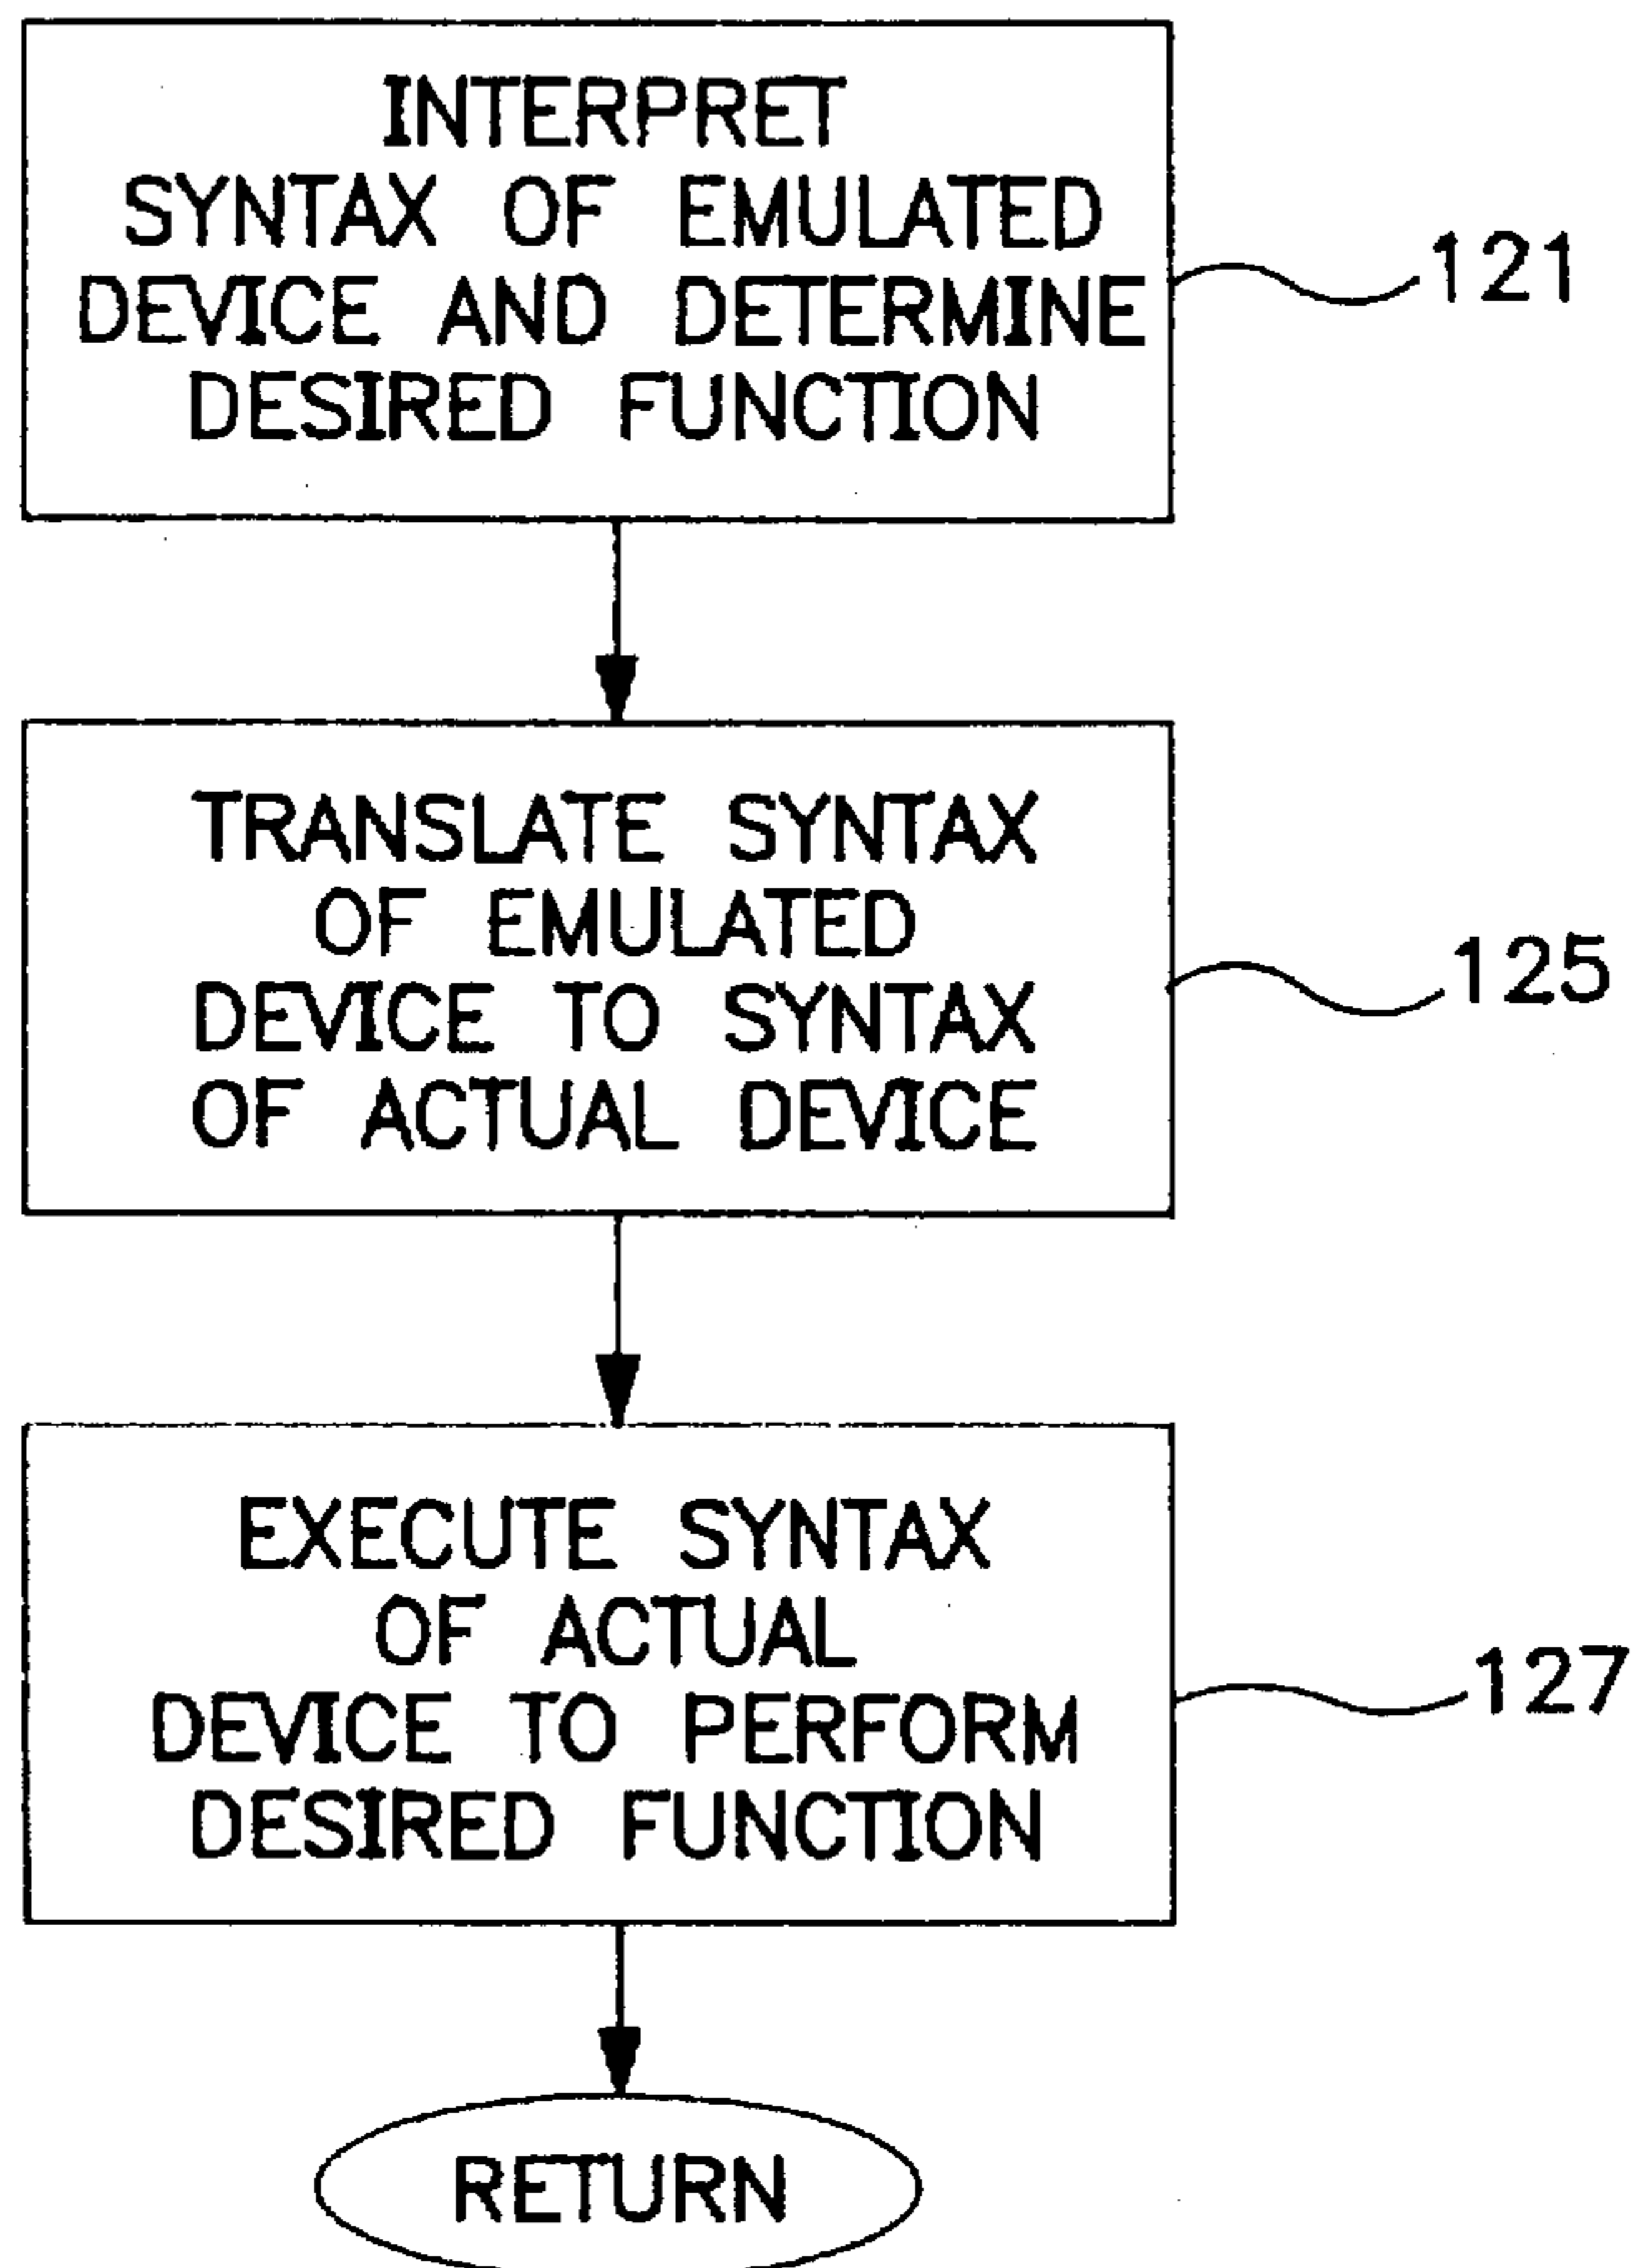 INTERPRET
SYNTAX OF EMULATED
DEVICE AND DETERMINE
DESIRED FUNCTION
121
TRANSLATE SYNTAX
OF EMULATED
DEVICE TO SYNTAX
OF ACTUAL DEVICE
125
EXECUTE SYNTAX
OF ACTUAL
DEVICE TO PERFORM
DESIRED FUNCTION
127
RETURN